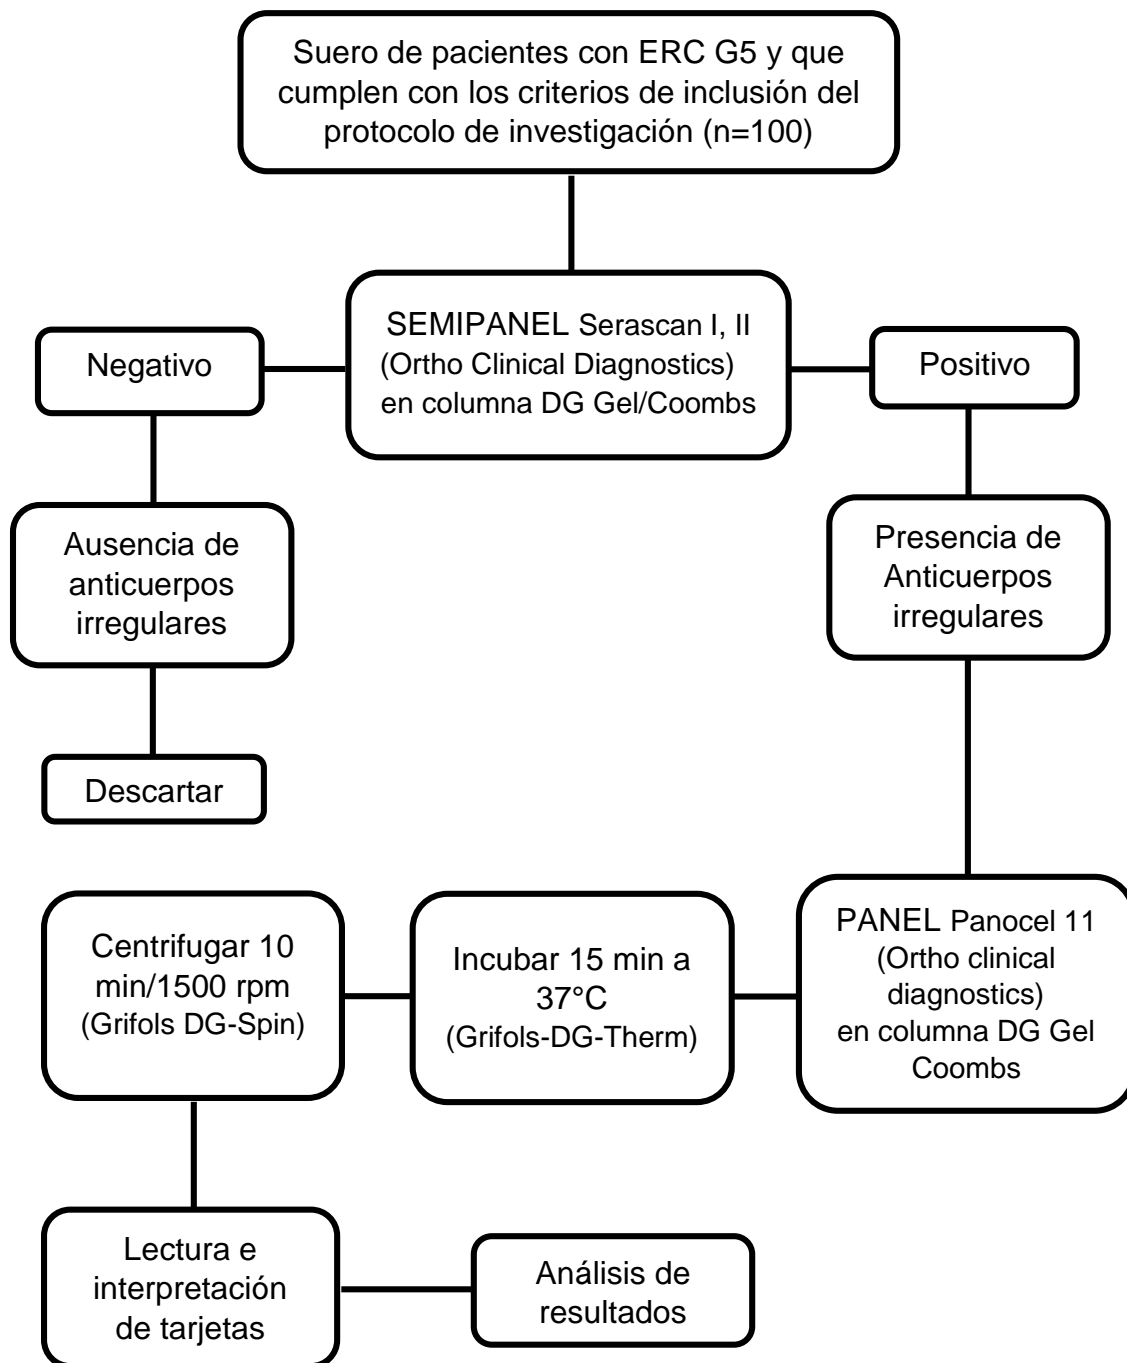 Suero de pacientes con ERC G5 y que
cumplen con los criterios de inclusión del
protocolo de investigación (n=100)
SEMIPANEL Serascan I, II
(Ortho Clinical Diagnostics)
en columna DG Gel/Coombs
Negativo
Positivo
Ausencia de
anticuerpos
irregulares
Presencia de
Anticuerpos
irregulares
Descartar
PANEL Panocel 11
(Ortho clinical
diagnostics)
en columna DG Gel
Coombs
Incubar 15 min a
37°C
(Grifols-DG-Therm)
Centrifugar 10
min/1500 rpm
(Grifols DG-Spin)
Lectura e
interpretación
de tarjetas
Análisis de
resultados